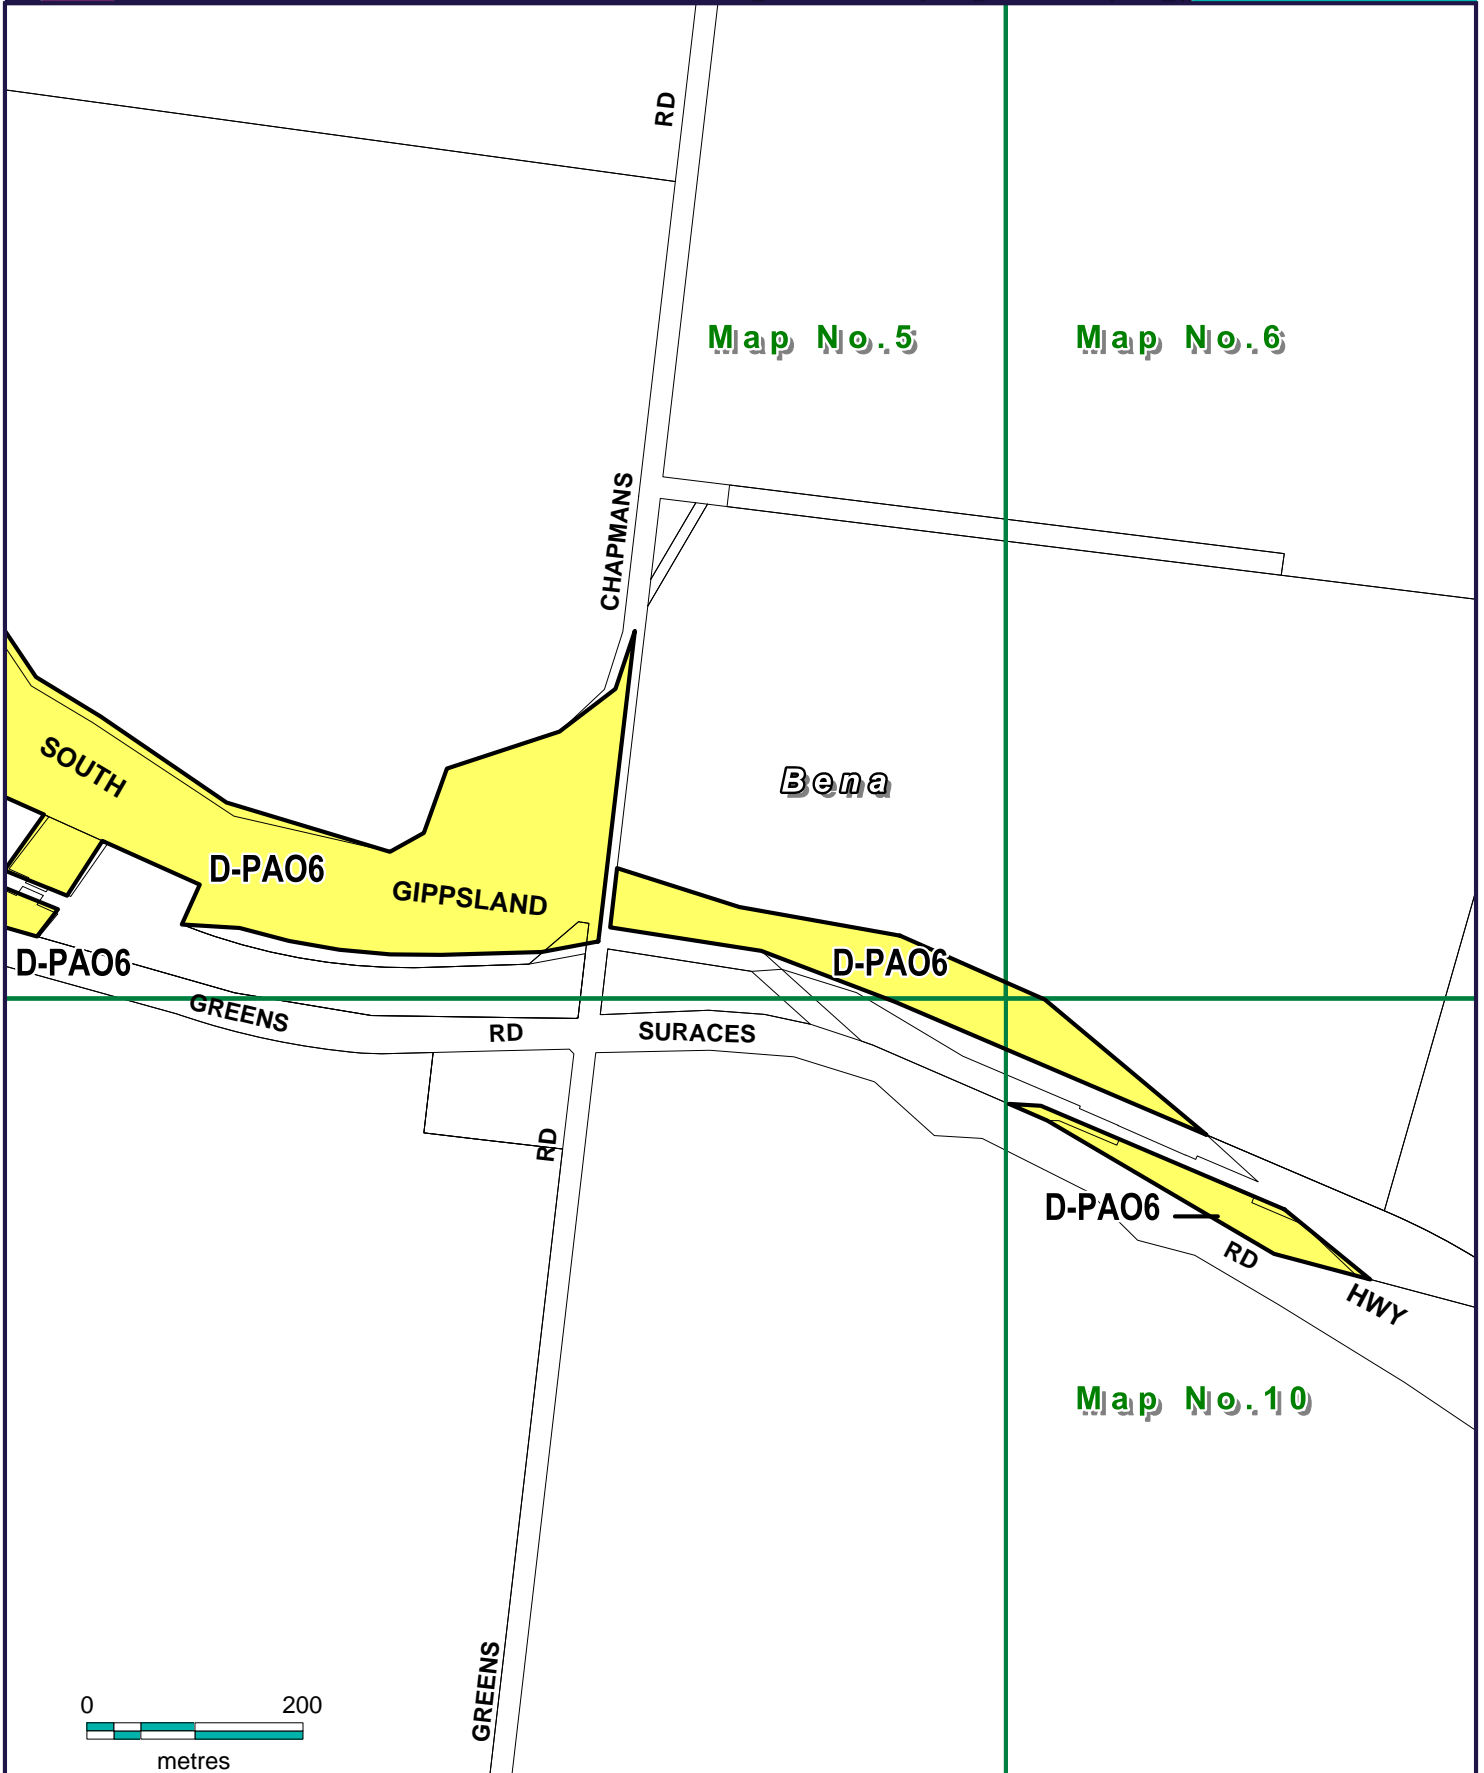 RD
Map No.5
Map No.6
CHAPMANS
SOUTH
Bena
D-PAO6
GIPPSLAND
D-PAO6
D-PAO6
GREENS
RD
SURACES
RD
D-PAO6
RD
HWY
Map No.10
GREENS
0
200
metres